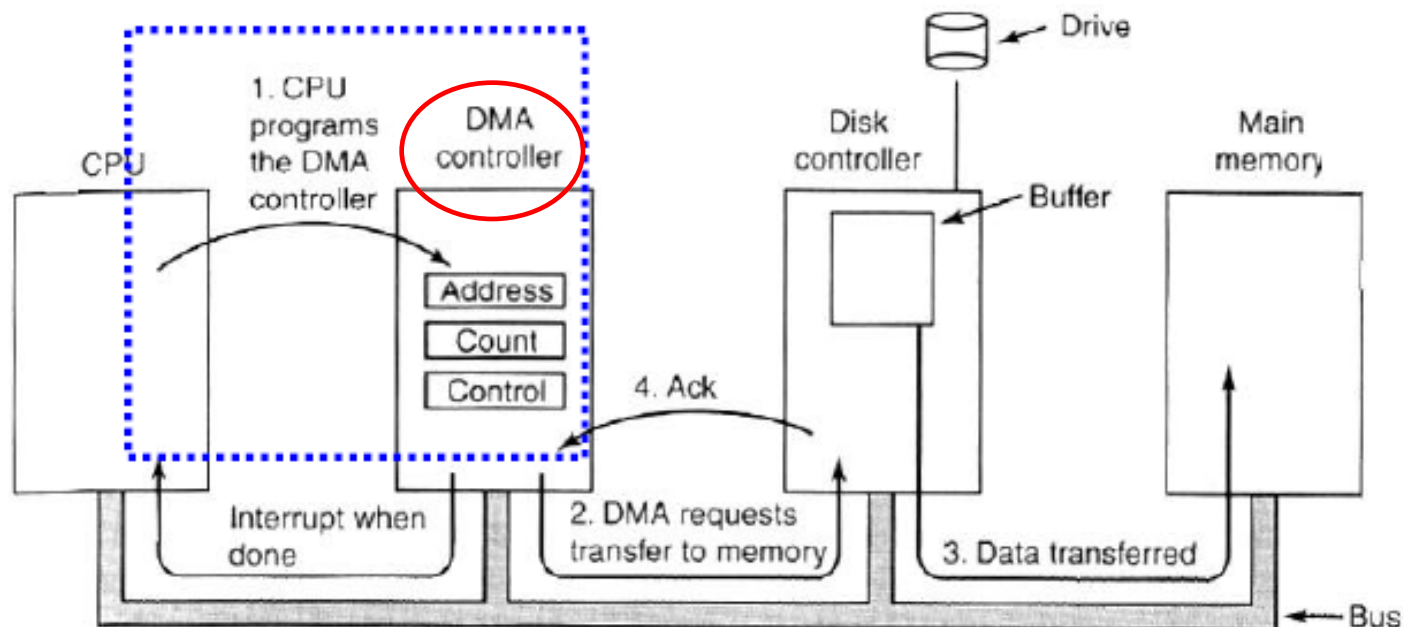 Drive
1. CPU
programs
the DMA
controller
DMA
controller
Disk
controller
Main
memory
CPU
Buffer
Address
Count
Control
4. Ack
Interrupt when
done
2. DMA requests
transfer to memory
3. Data transferred
Bus